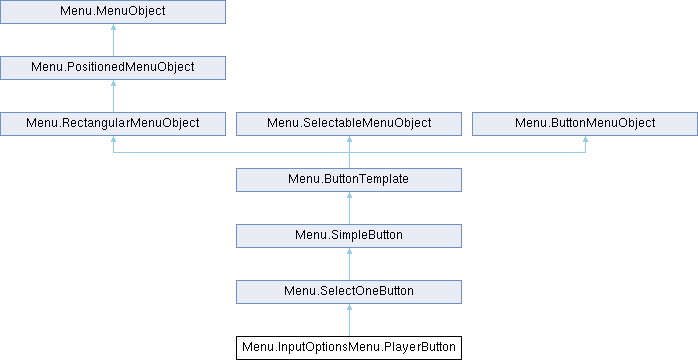 Menu.MenuObject
Menu.PositionedMenuObject
Menu.RectangularMenuObject
Menu.SelectableMenuObject
Menu.ButtonMenuObject
Menu.ButtonTemplate
Menu.SimpleButton
Menu.SelectOneButton
Menu.InputOptionsMenu.PlayerButton